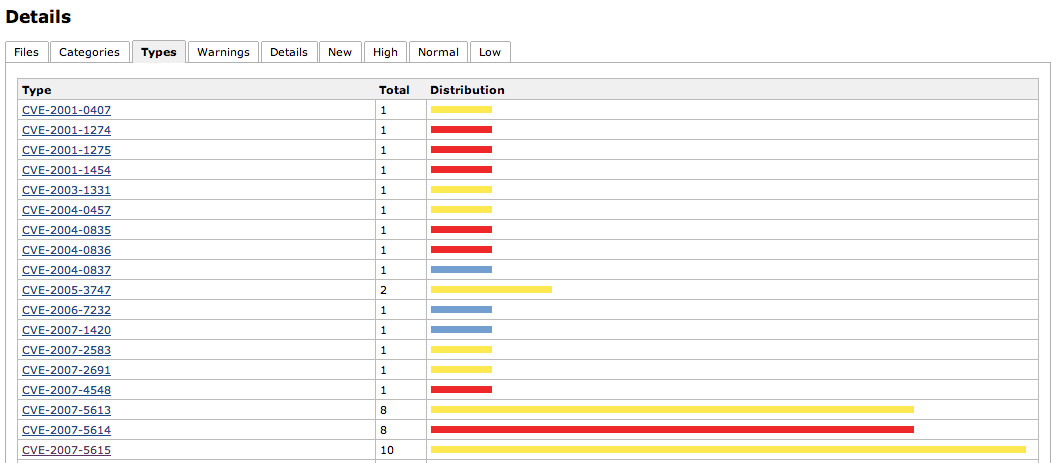 Details
Files Categories Types Warnings Details New High Normal Low
Type Total Distribution
CVE-2001-0407 1
CVE-2001-1274 1
CVE-2001-1275 1
CVE-2001-1454 1
CVE-2003-1331 1
CVE-2004-0457 1
CVE-2004-0835 1
CVE-2004-0836 1
CVE-2004-0837 1
CVE-2005-3747 2
CVE-2006-7232 1
CVE-2007-1420 1
CVE-2007-2583 1
CVE-2007-2691 1
CVE-2007-4548 1
CVE-2007-5613 8
CVE-2007-5614 8
CVE-2007-5615 10